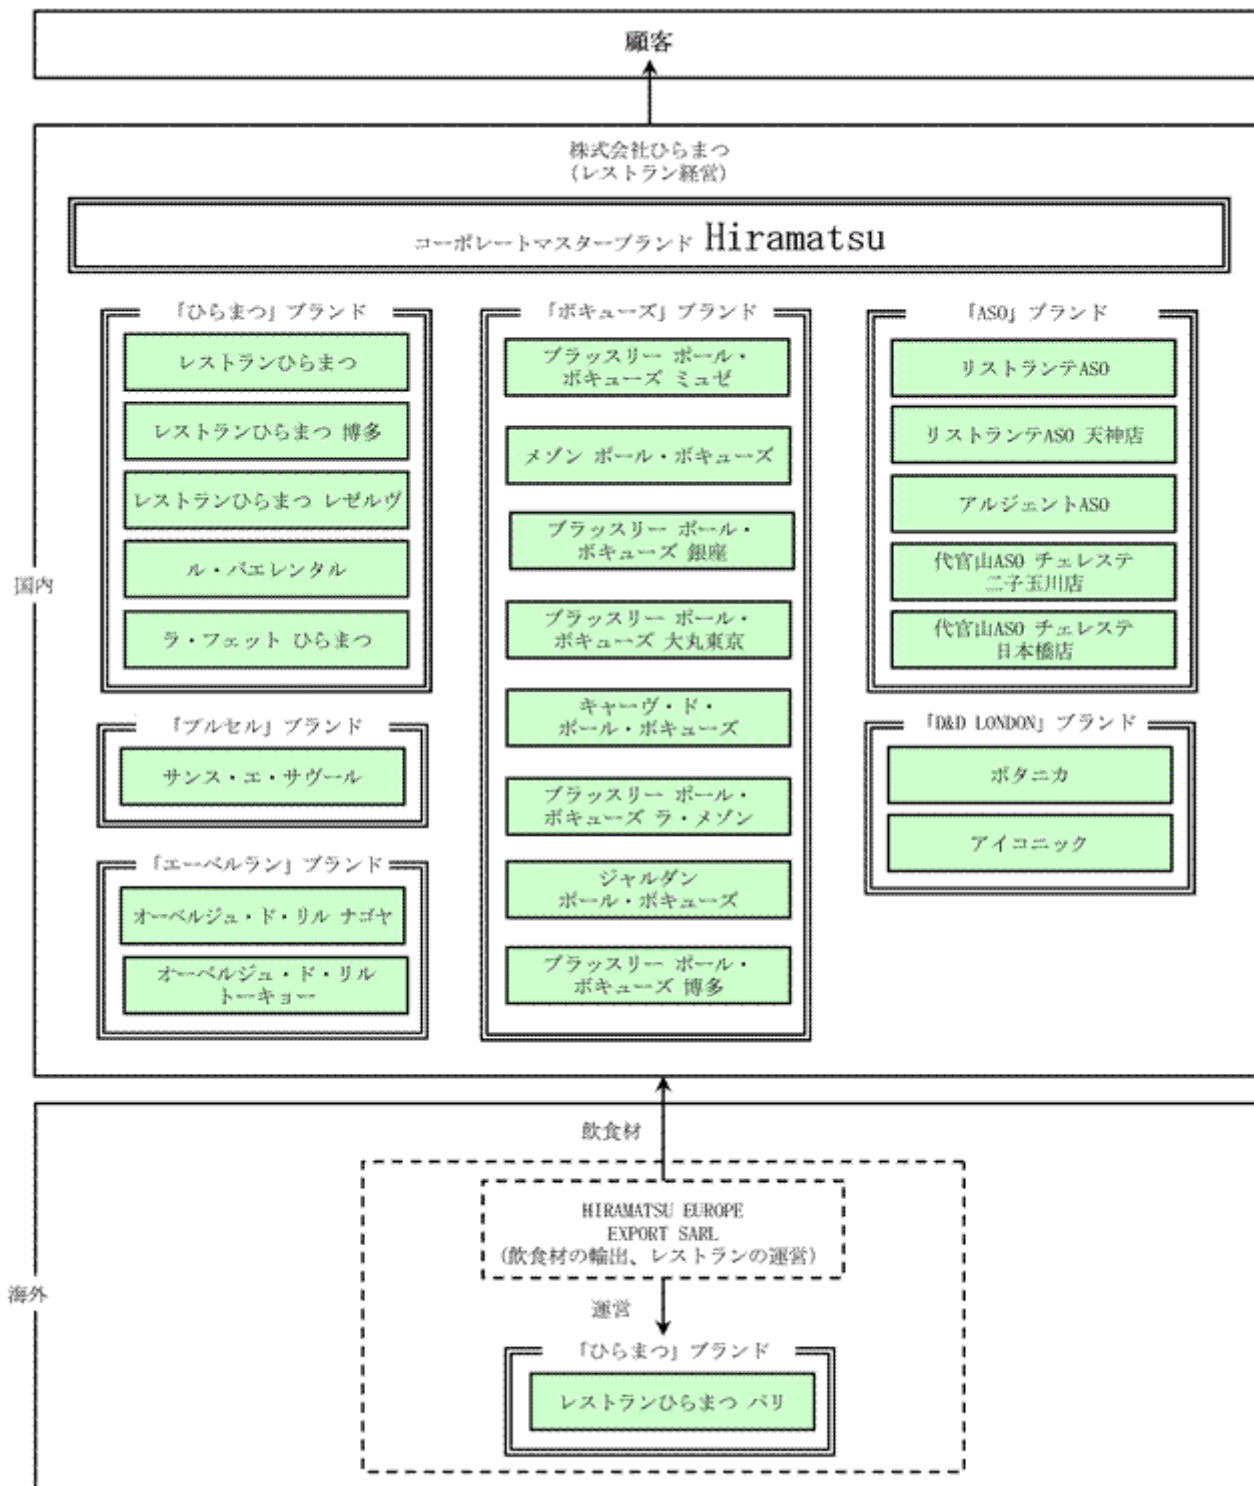 顧客
株式会社ひらまつ
(レストラン経営)
コーポレートマスターブランド Hiramatsu
「ひらまつ」ブランド
レストランひらまつ
レストランひらまつ 博多
レストランひらまつ レゼルヴ
ル・バエレンタル
ラ・フェット ひらまつ
「プルセル」ブランド
サンス・エ・サヴール
「エーベルラン」ブランド
オーベルジュ・ド・リル ナゴヤ
オーベルジュ・ド・リル
トーキョー
「ボキューズ」ブランド
ブラッスリー ポール・
ボキューズ ミュゼ
メゾン ポール・ボキューズ
ブラッスリー ポール・
ボキューズ 銀座
ブラッスリー ポール・
ボキューズ 大丸東京
キャーヴ・ド・
ポール・ボキューズ
ブラッスリー ポール・
ボキューズ ラ・メゾン
ジャルダン
ポール・ボキューズ
ブラッスリー ポール・
ボキューズ 博多
「ASO」ブランド
リストランテASO
リストランテASO 天神店
アルジェントASO
代官山ASO チェレステ
二子玉川店
代官山ASO チェレステ
日本橋店
「D&D LONDON」ブランド
ボタニカ
アイコニック
国内
飲食材
HIRAMATSU EUROPE
EXPORT SARL
(飲食材の輸出、レストランの運営)
運営
「ひらまつ」ブランド
レストランひらまつ パリ
海外